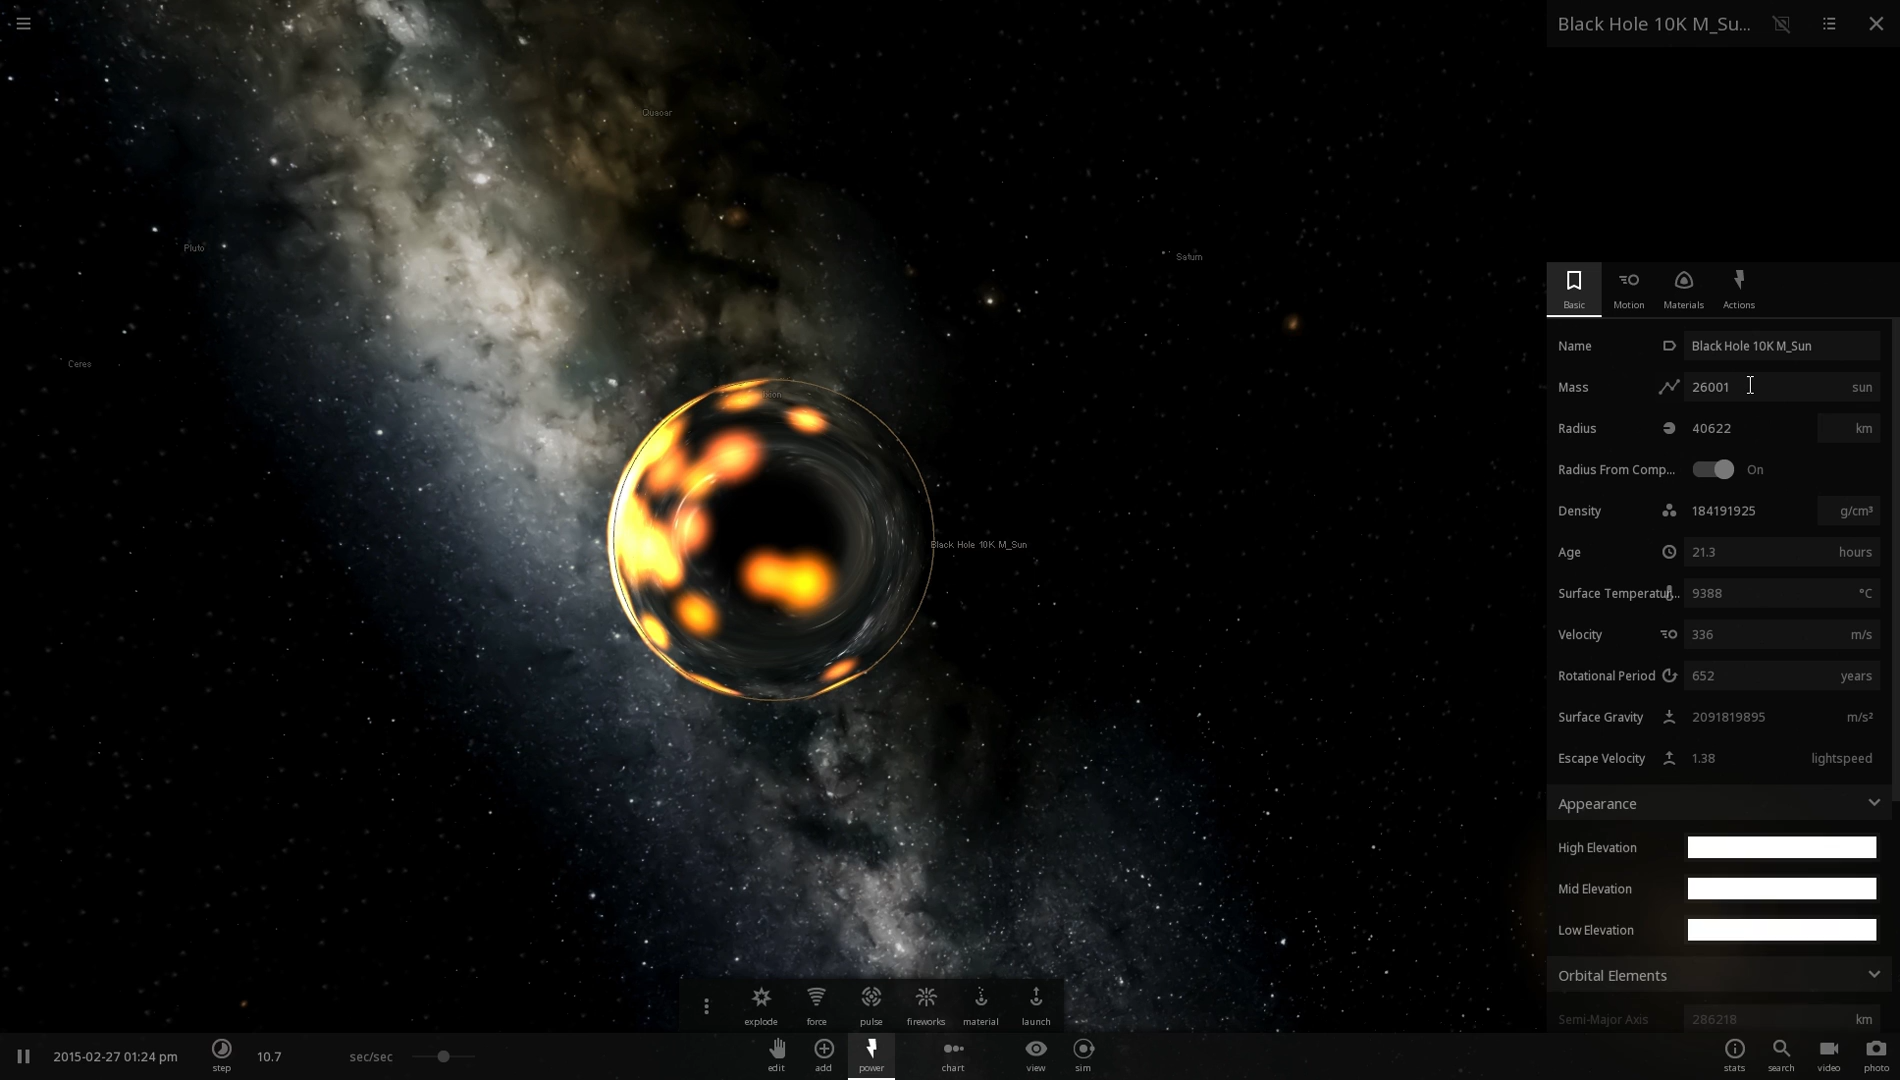 Black Hole 10K M_Su...
Quaoar
Pluto
Saturn
Ceres
Black Hole 10K M_Sun
Basic
Motion
Materials
Actions
Name Black Hole 10K M_Sun
Mass 26001 sun
Radius 40622 km
Radius From Comp... On
Density 184191925 g/cm³
Age 21.3 hours
Surface Temperatur... 9388 °C
Velocity 336 m/s
Rotational Period 652 years
Surface Gravity 2091819895 m/s²
Escape Velocity 1.38 lightspeed
Appearance
High Elevation
Mid Elevation
Low Elevation
Orbital Elements
Semi-Major Axis 286218 km
explode force pulse fireworks material launch
2015-02-27 01:24 pm step 10.7 sec/sec edit add power chart view sim stats search video photo